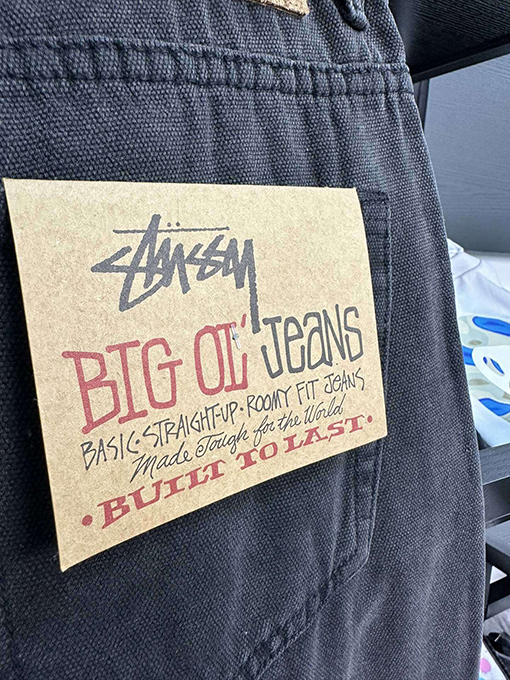 Stüssy
BIG OL' Jeans
BASIC·STRAIGHT-UP·ROOMY FIT JEANS
Made Tough for the World
·BUILT TO LAST·